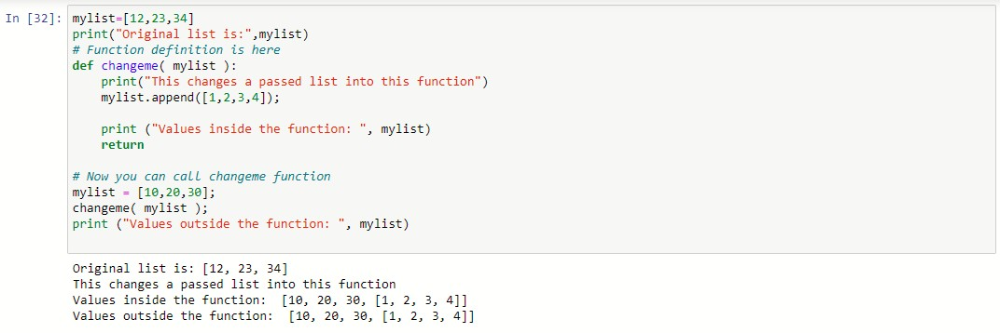 In [32]: mylist=[12,23,34]
print("Original list is:",mylist)
# Function definition is here
def changeme( mylist ):
    print("This changes a passed list into this function")
    mylist.append([1,2,3,4]);

    print ("Values inside the function: ", mylist)
    return

# Now you can call changeme function
mylist = [10,20,30];
changeme( mylist );
print ("Values outside the function: ", mylist)

Original list is: [12, 23, 34]
This changes a passed list into this function
Values inside the function:  [10, 20, 30, [1, 2, 3, 4]]
Values outside the function:  [10, 20, 30, [1, 2, 3, 4]]